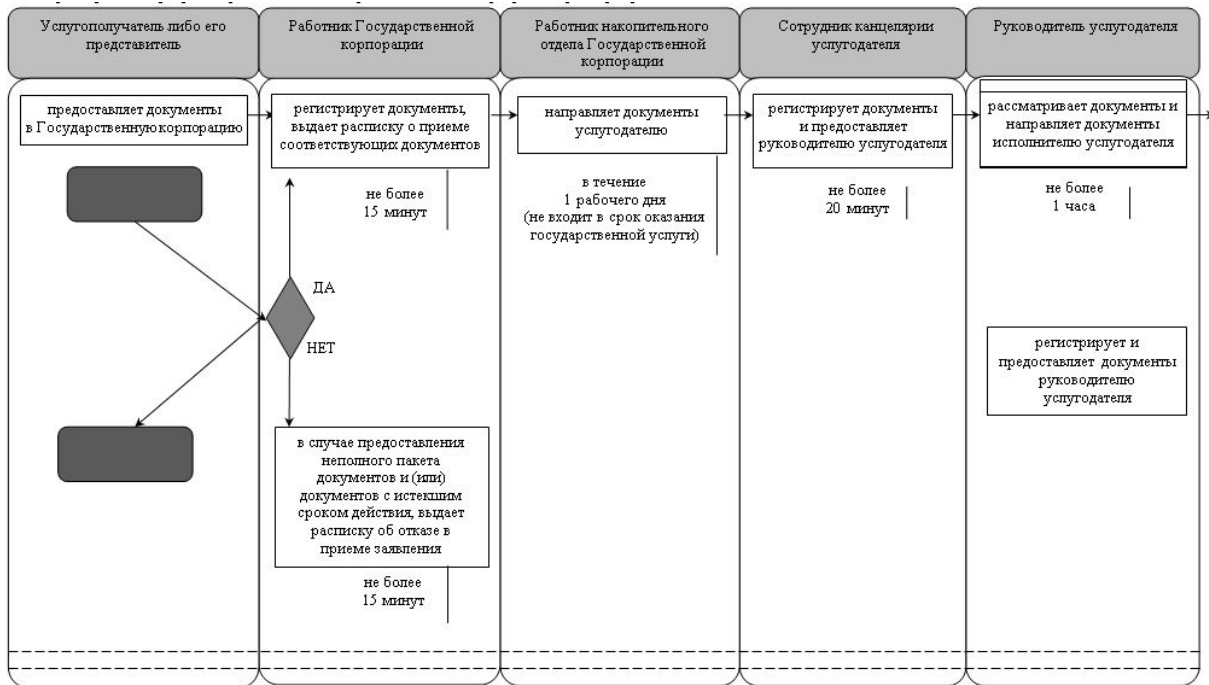 Услугополучатель либо его
представитель
Работник Государственной
корпорации
Работник накопительного
отдела Государственной
корпорации
Сотрудник канцелярии
услугодателя
Руководитель услугодателя
предоставляет документы
в Государственную корпорацию
регистрирует документы,
выдает расписку о приеме
соответствующих документов
направляет документы
услугодателю
регистрирует документы
и предоставляет
руководителю услугодателя
рассматривает документы и
направляет документы
исполнителю услугодателя
не более
15 минут
в течение
1 рабочего дня
(не входит в срок оказания
государственной услуги)
не более
20 минут
не более
1 часа
ДА
НЕТ
регистрирует и
предоставляет документы
руководителю
услугодателя
в случае предоставления
неполного пакета
документов и (или)
документов с истекшим
сроком действия, выдает
расписку об отказе в
приеме заявления
не более
15 минут